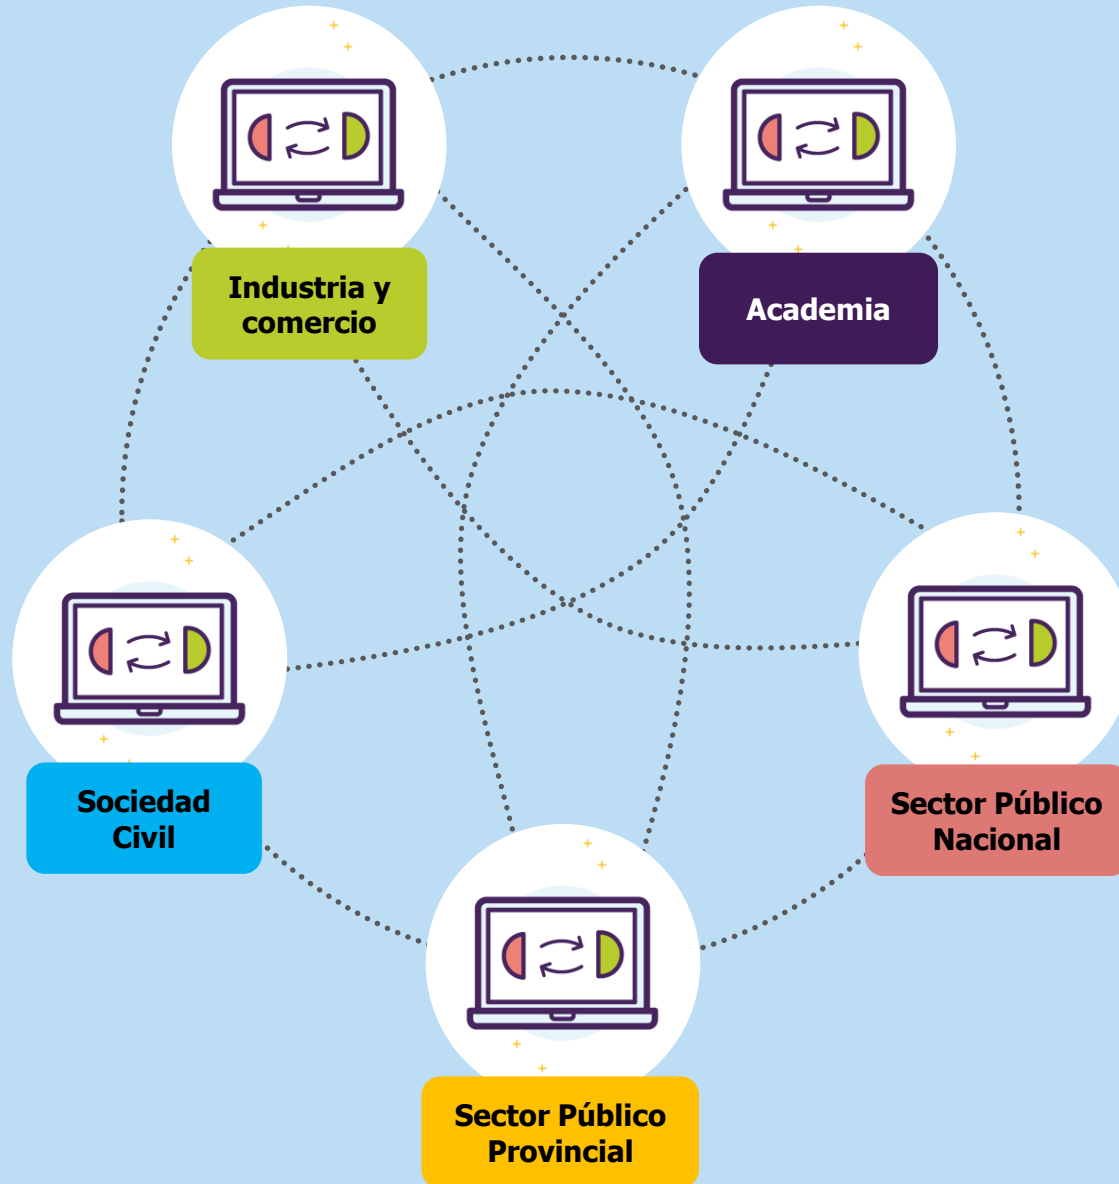 Industria y
comercio
Academia
Sociedad
Civil
Sector Público
Nacional
Sector Público
Provincial